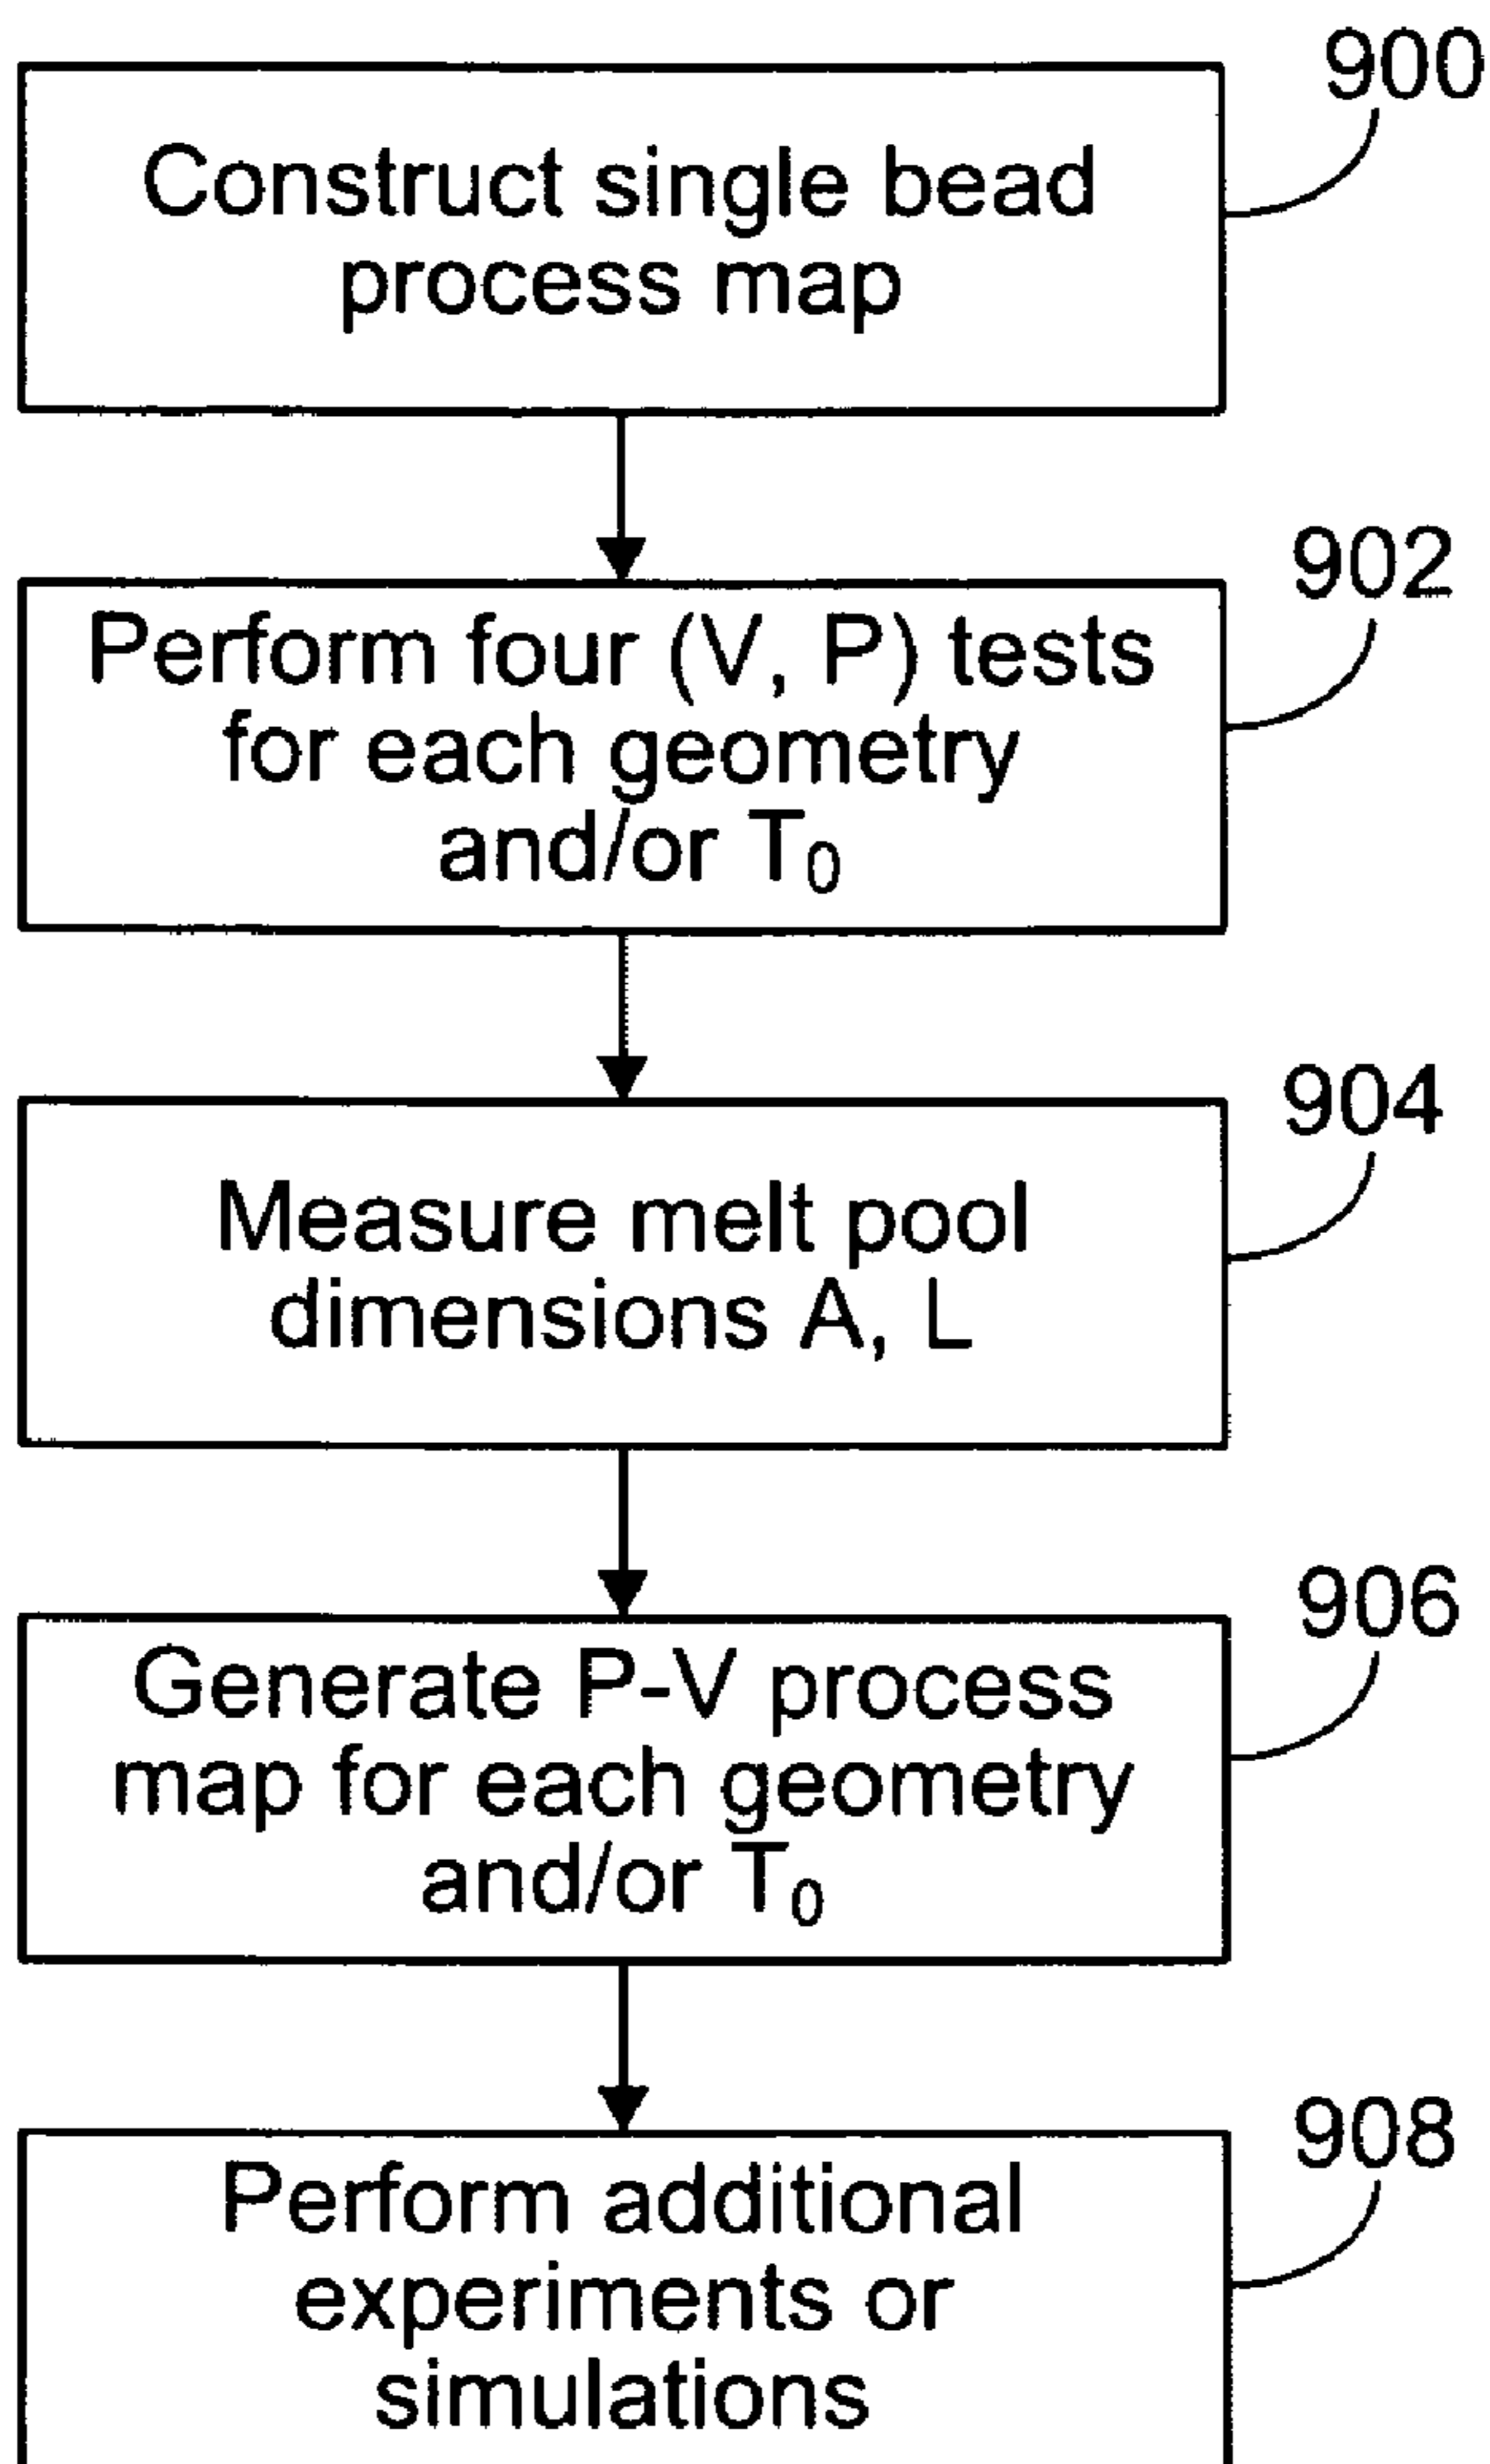 900
Construct single bead
process map
902
Perform four (V, P) tests
for each geometry
and/or T₀
904
Measure melt pool
dimensions A, L
906
Generate P-V process
map for each geometry
and/or T₀
908
Perform additional
experiments or
simulations